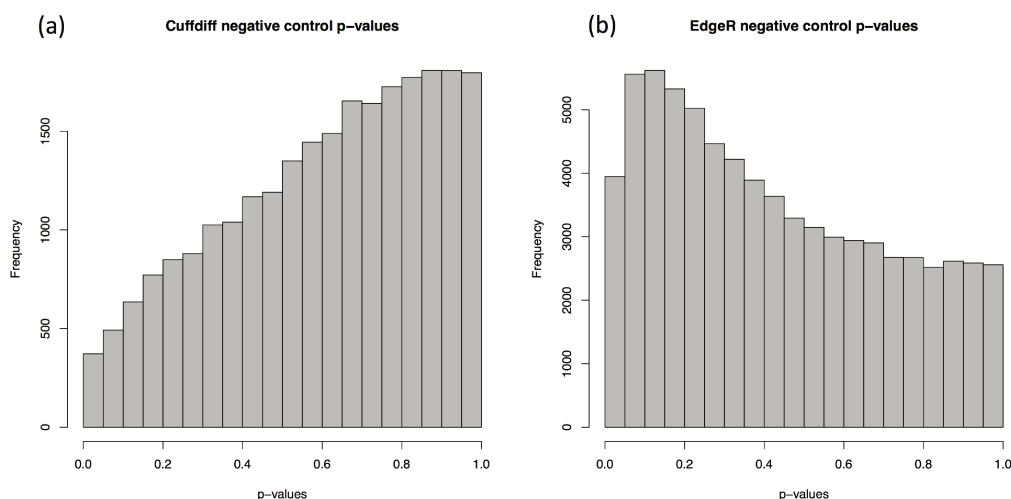 (a)
Cuffdiff negative control p−values
Frequency
0
500
1000
1500
0.0 0.2 0.4 0.6 0.8 1.0
p−values
(b)
EdgeR negative control p−values
Frequency
0
1000
2000
3000
4000
5000
0.0 0.2 0.4 0.6 0.8 1.0
p−values